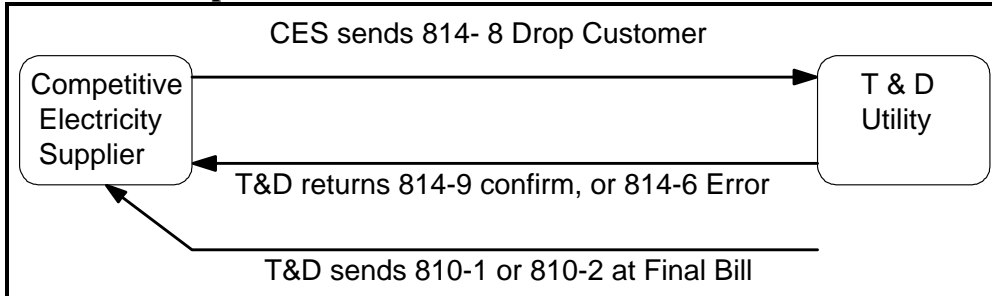 CES sends 814- 8 Drop Customer
Competitive
Electricity
Supplier
T & D
Utility
T&D returns 814-9 confirm, or 814-6 Error
T&D sends 810-1 or 810-2 at Final Bill